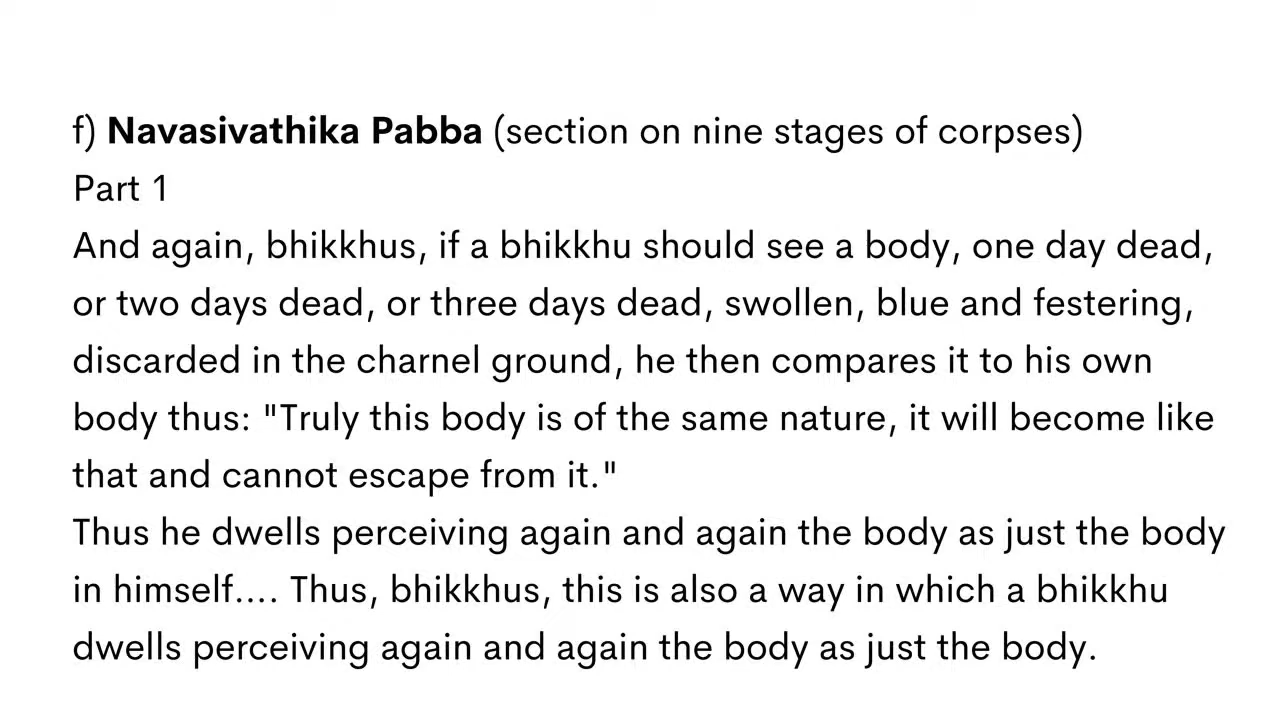 f) Navasivathika Pabba (section on nine stages of corpses)
Part 1
And again, bhikkhus, if a bhikkhu should see a body, one day dead,
or two days dead, or three days dead, swollen, blue and festering,
discarded in the charnel ground, he then compares it to his own
body thus: "Truly this body is of the same nature, it will become like
that and cannot escape from it."
Thus he dwells perceiving again and again the body as just the body
in himself.... Thus, bhikkhus, this is also a way in which a bhikkhu
dwells perceiving again and again the body as just the body.